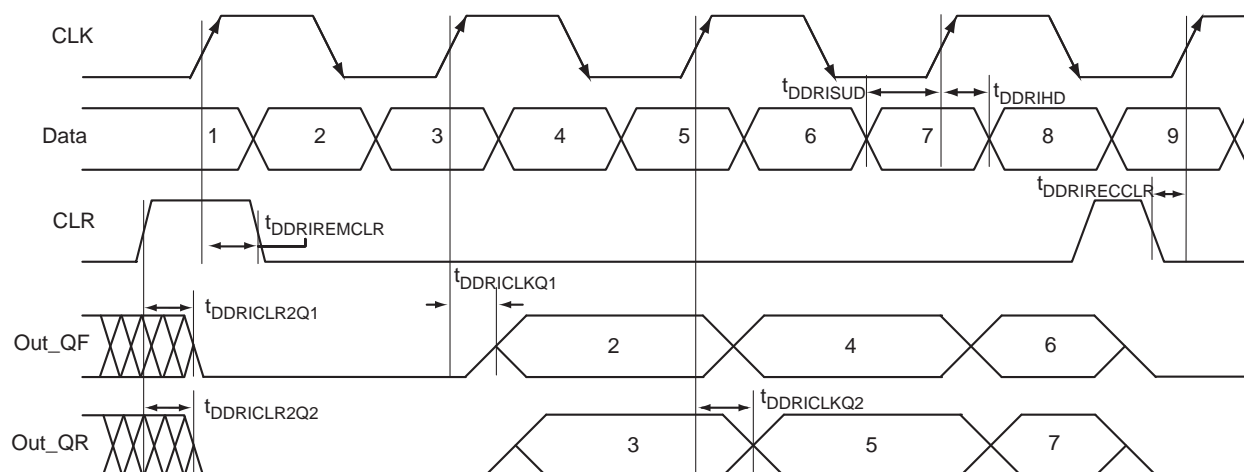 CLK
tDDRISUD
tDDRIHD
Data
1 2 3 4 5 6 7 8 9
tDDRIRECCLR
CLR
tDDRIREMCLR
tDDRICLKQ1
tDDRICLR2Q1
Out_QF
2 4 6
tDDRICLR2Q2
tDDRICLKQ2
Out_QR
3 5 7